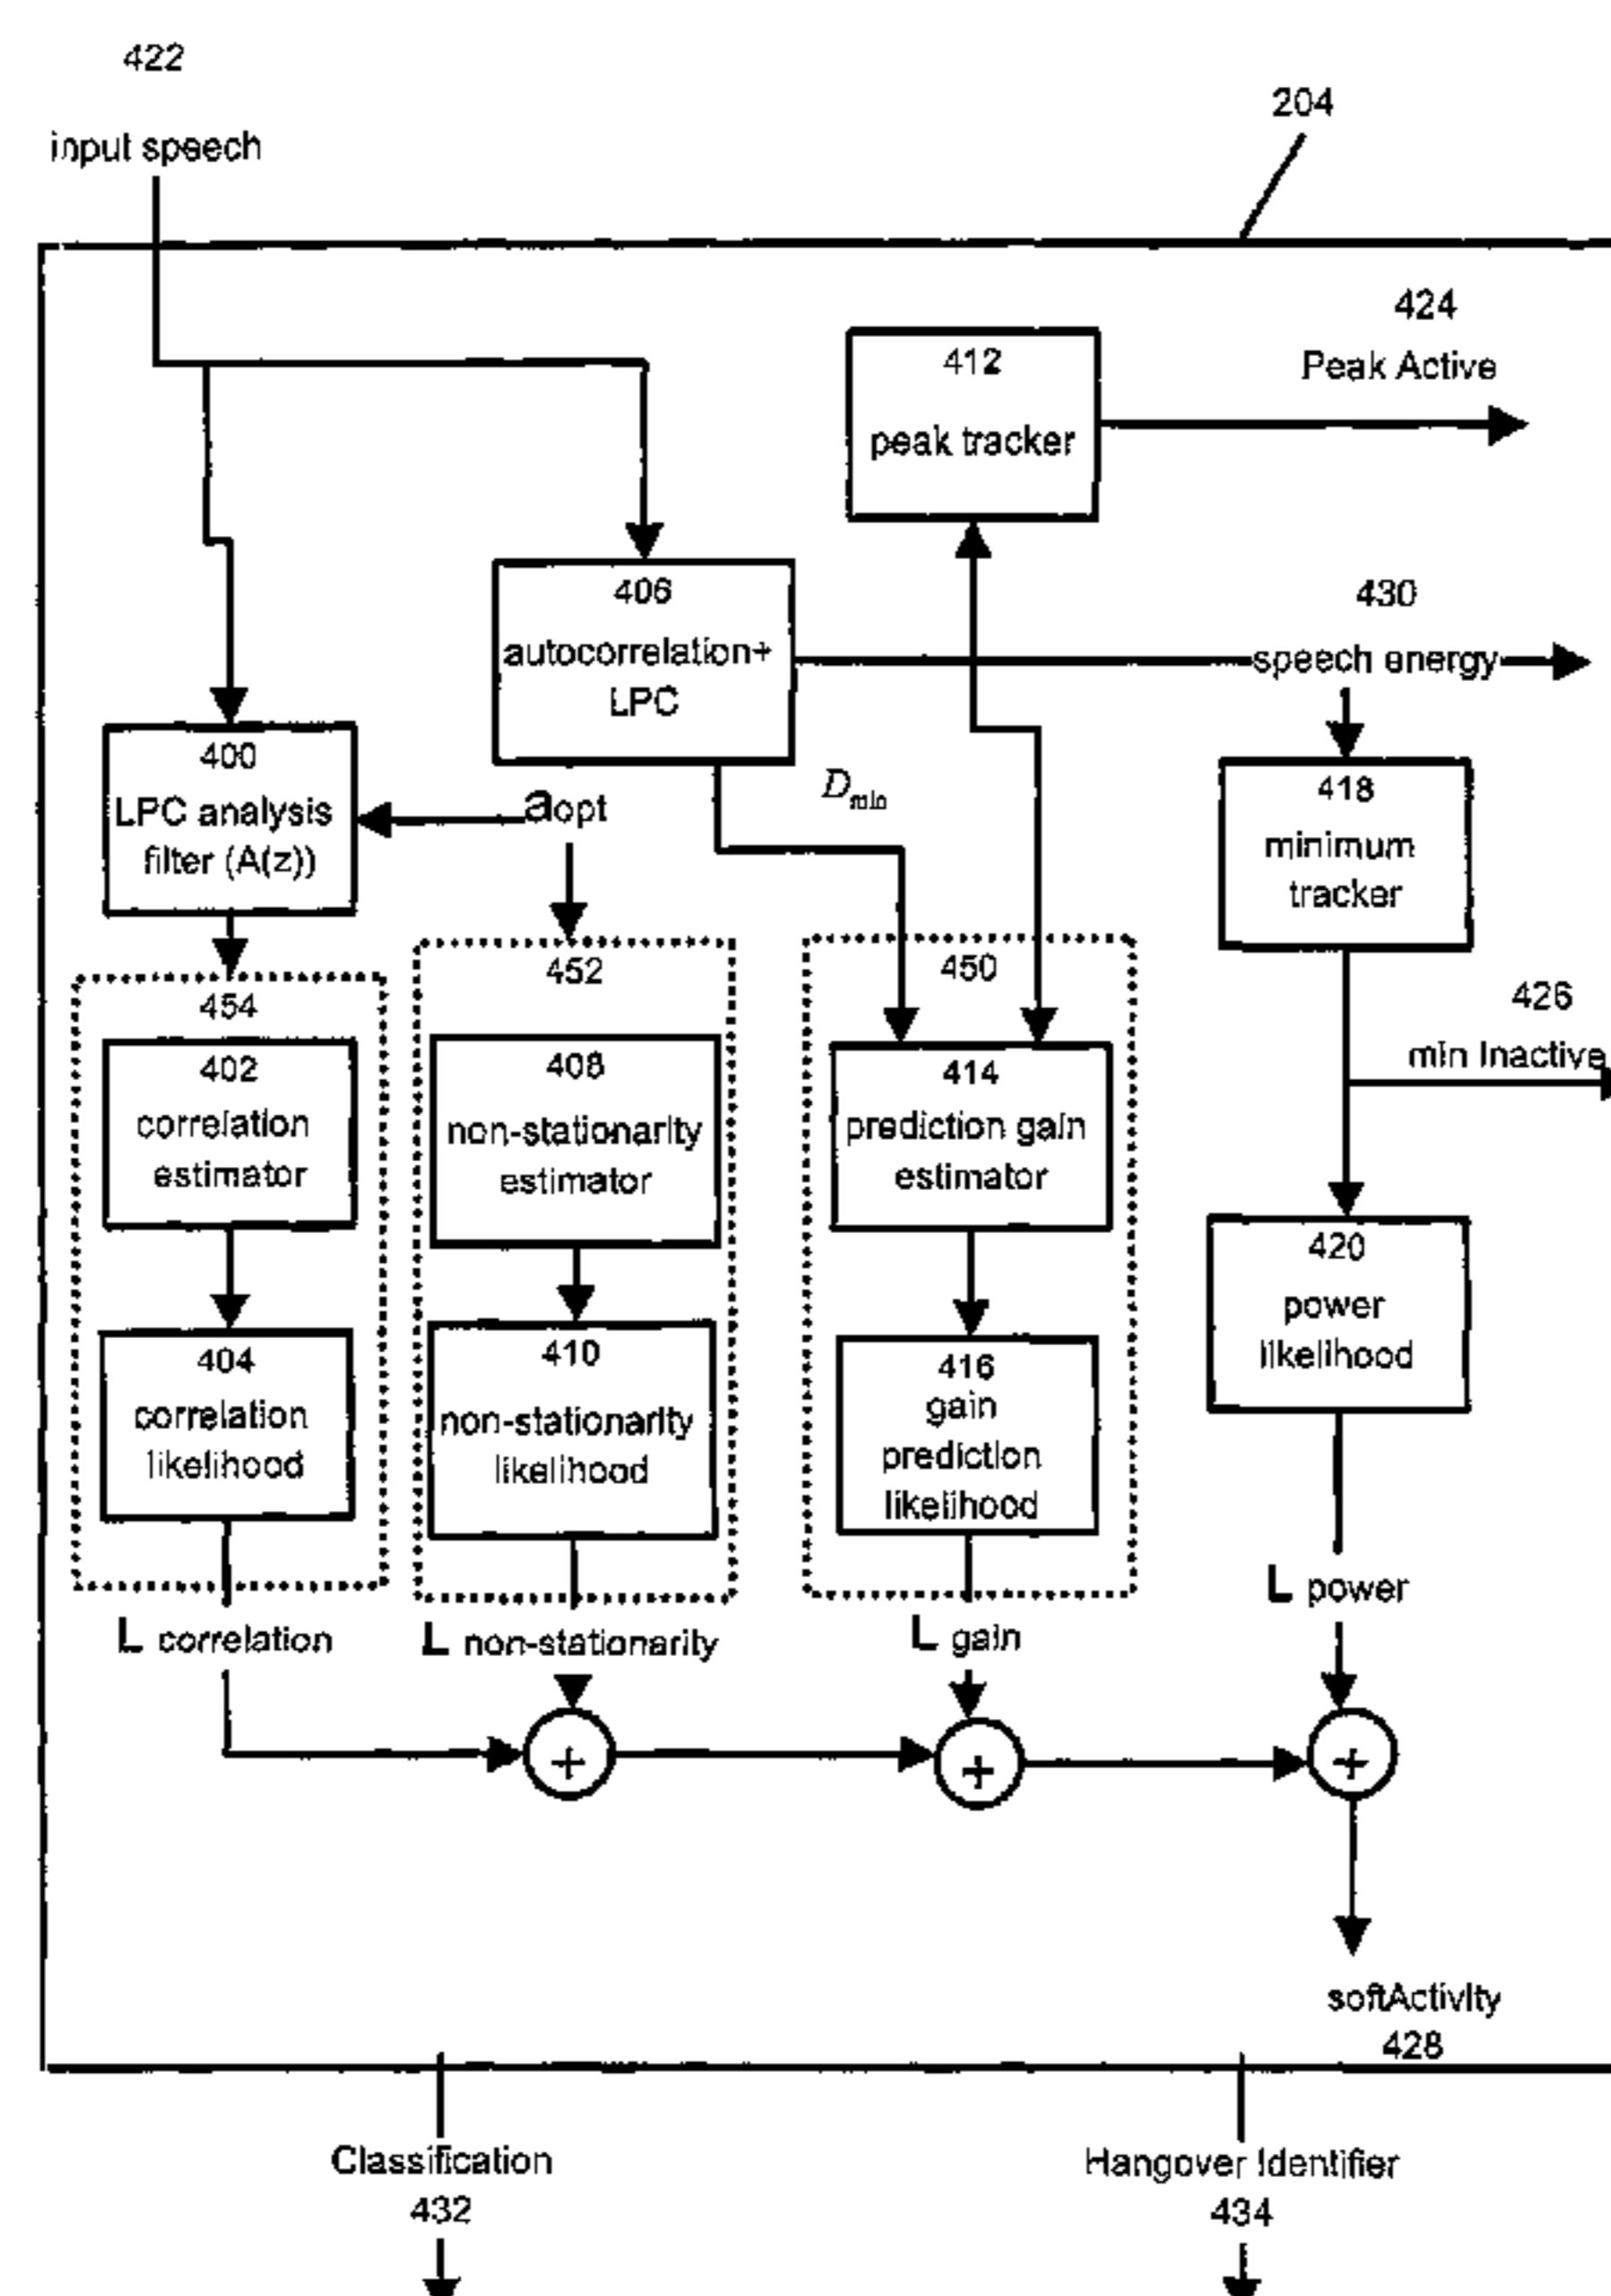 422
input speech
204
424
Peak Active
412
peak tracker
406
autocorrelation+
LPC
430
speech energy
400
LPC analysis
filter (A(z))
aopt
Dmin
418
minimum
tracker
454
452
450
426
min Inactive
402
correlation
estimator
408
non-stationarity
estimator
414
prediction gain
estimator
420
power
likelihood
404
correlation
likelihood
410
non-stationarity
likelihood
416
gain
prediction
likelihood
L correlation
L non-stationarity
L gain
L power
+
+
+
softActivity
428
Classification
432
Hangover Identifier
434